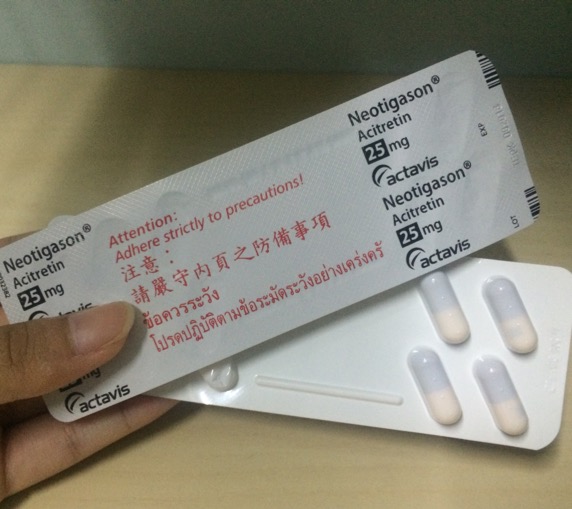 Neotigason®
Acitretin
25 mg
actavis
Neotigason®
Acitretin
25 mg
actavis
EXP
LOT
Attention:
Adhere strictly to precautions!
注意：
請嚴守內頁之防備事項
ข้อควรระวัง
โปรดปฏิบัติตามข้อระมัดระวังอย่างเคร่งครัด
Neotigason®
Acitretin
25 mg
mg
actavis